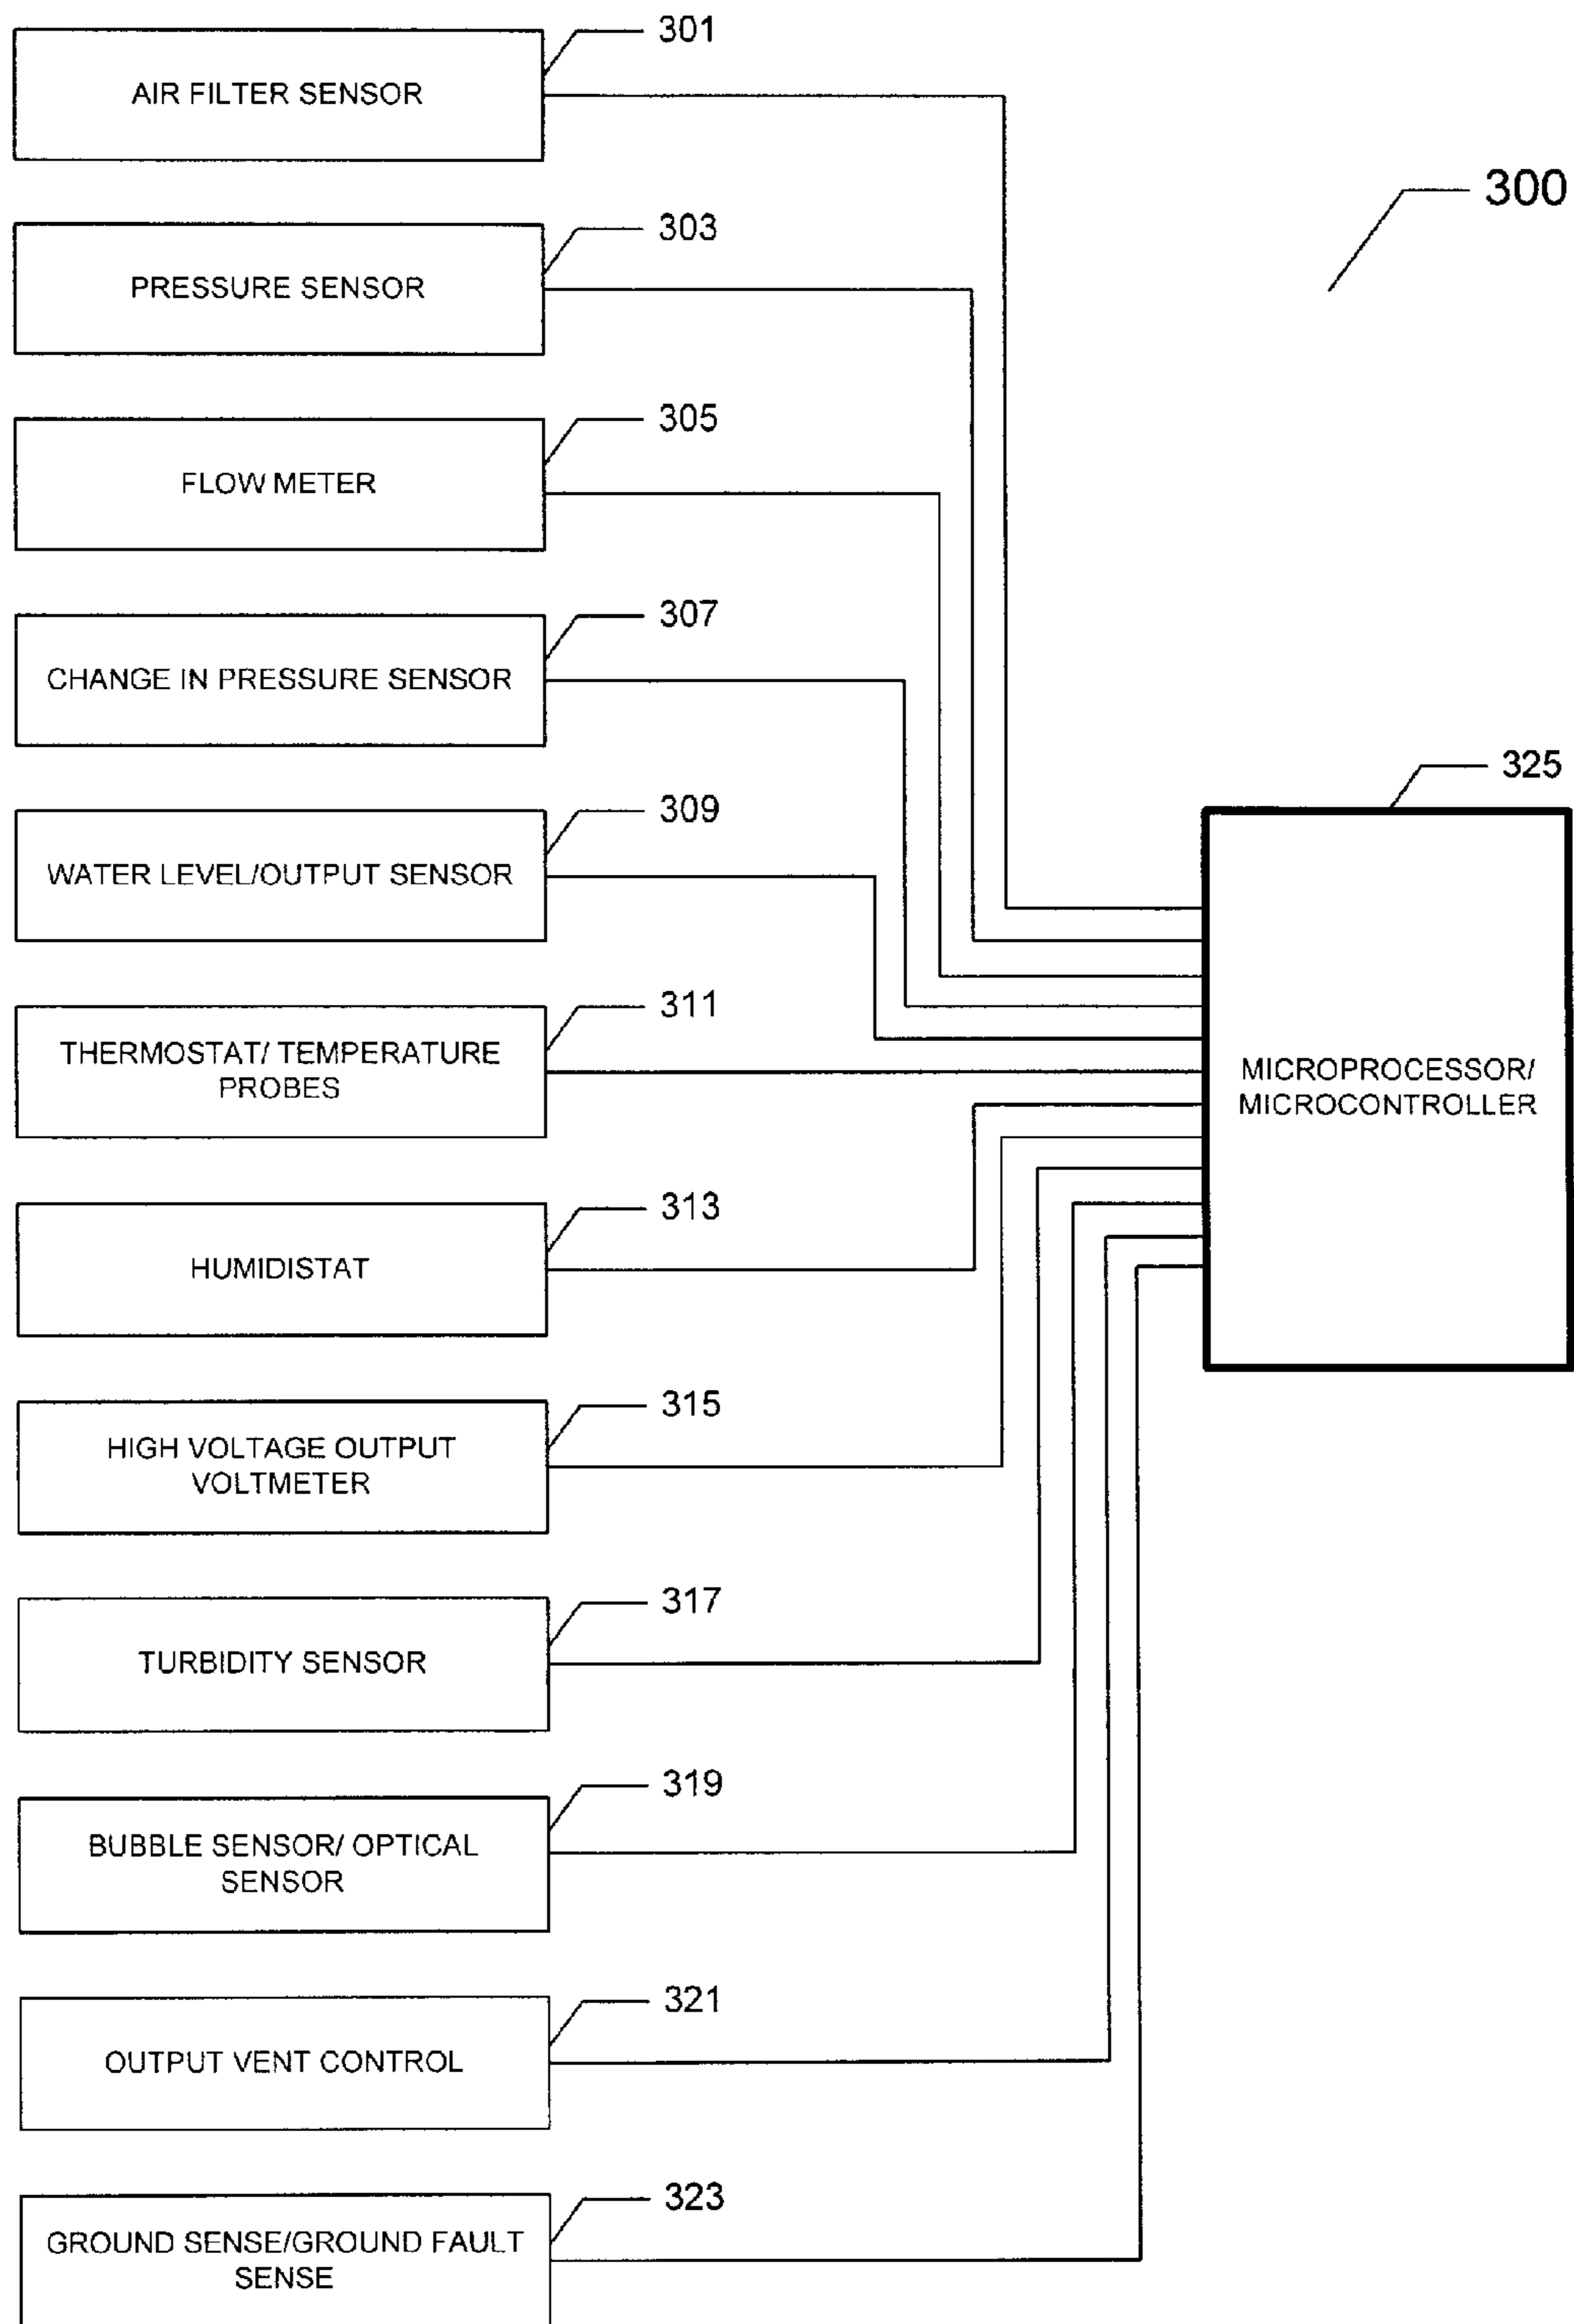 301
AIR FILTER SENSOR
300
303
PRESSURE SENSOR
305
FLOW METER
307
CHANGE IN PRESSURE SENSOR
309
WATER LEVEL/OUTPUT SENSOR
325
MICROPROCESSOR/
MICROCONTROLLER
311
THERMOSTAT/ TEMPERATURE
PROBES
313
HUMIDISTAT
315
HIGH VOLTAGE OUTPUT
VOLTMETER
317
TURBIDITY SENSOR
319
BUBBLE SENSOR/ OPTICAL
SENSOR
321
OUTPUT VENT CONTROL
323
GROUND SENSE/GROUND FAULT
SENSE